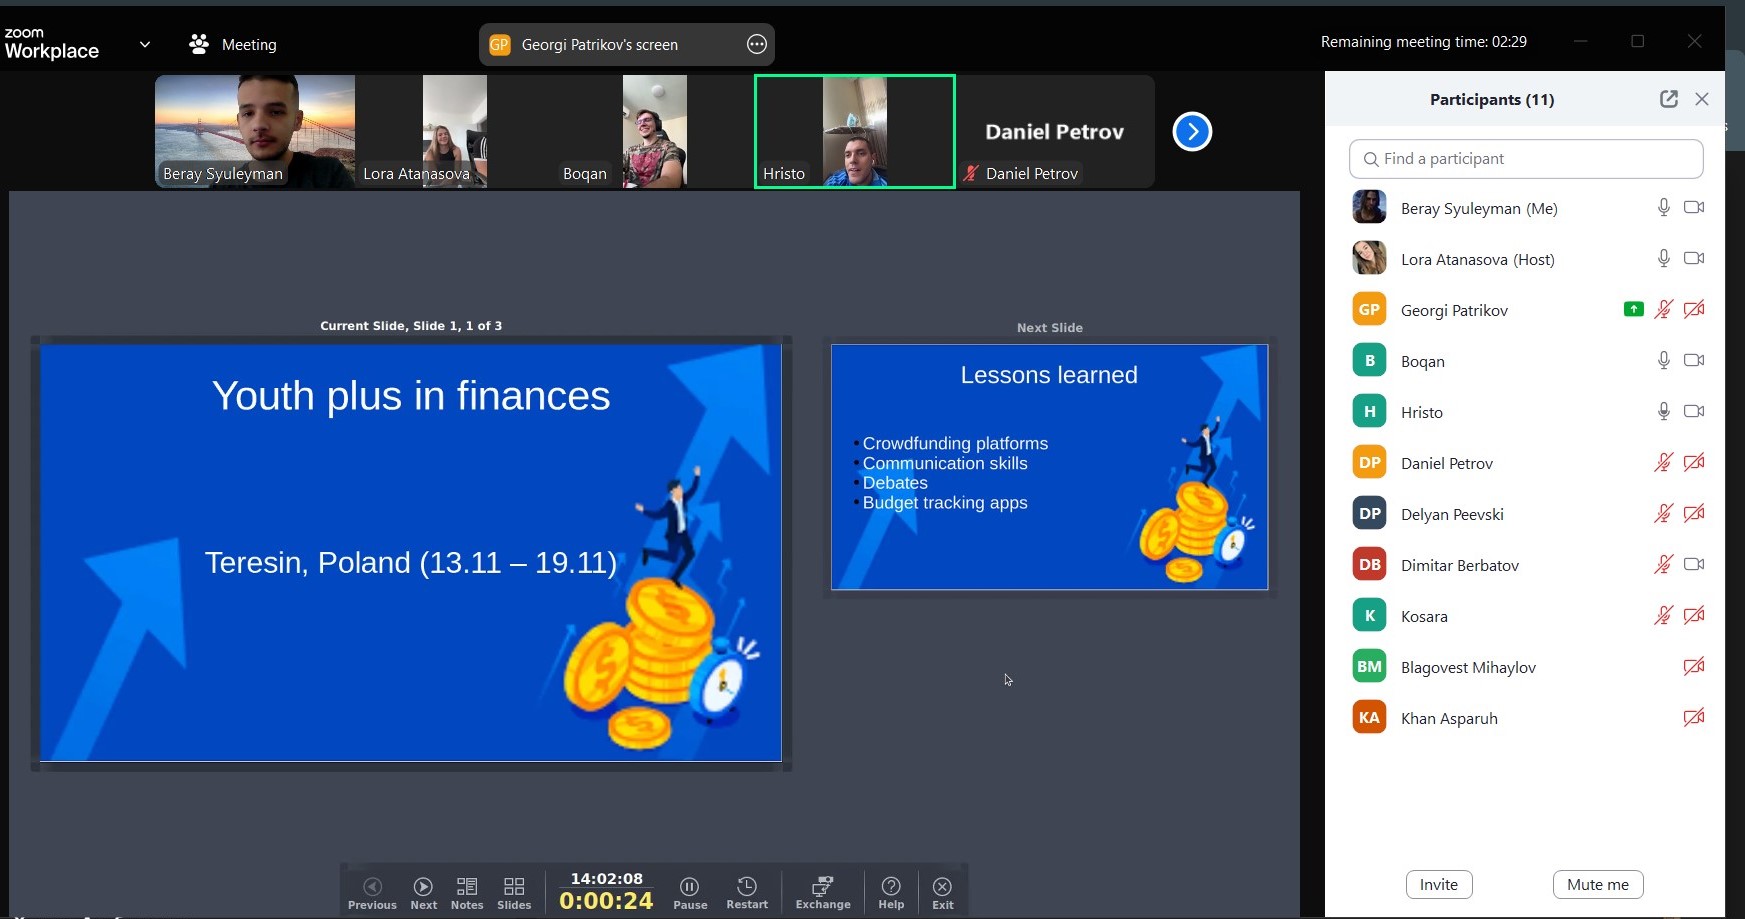 zoom
Workplace
Meeting
GP Georgi Patrikov's screen
Remaining meeting time: 02:29
Beray Syuleyman
Lora Atanasova
Boqan
Hristo
Daniel Petrov
Daniel Petrov
Participants (11)
Find a participant
Beray Syuleyman (Me)
Lora Atanasova (Host)
GP Georgi Patrikov
B Boqan
H Hristo
DP Daniel Petrov
DP Delyan Peevski
DB Dimitar Berbatov
K Kosara
BM Blagovest Mihaylov
KA Khan Asparuh
Invite
Mute me
Current Slide, Slide 1, 1 of 3
Youth plus in finances
Teresin, Poland (13.11 – 19.11)
Next Slide
Lessons learned
•Crowdfunding platforms
•Communication skills
•Debates
•Budget tracking apps
Previous
Next
Notes
Slides
14:02:08
0:00:24
Pause
Restart
Exchange
Help
Exit